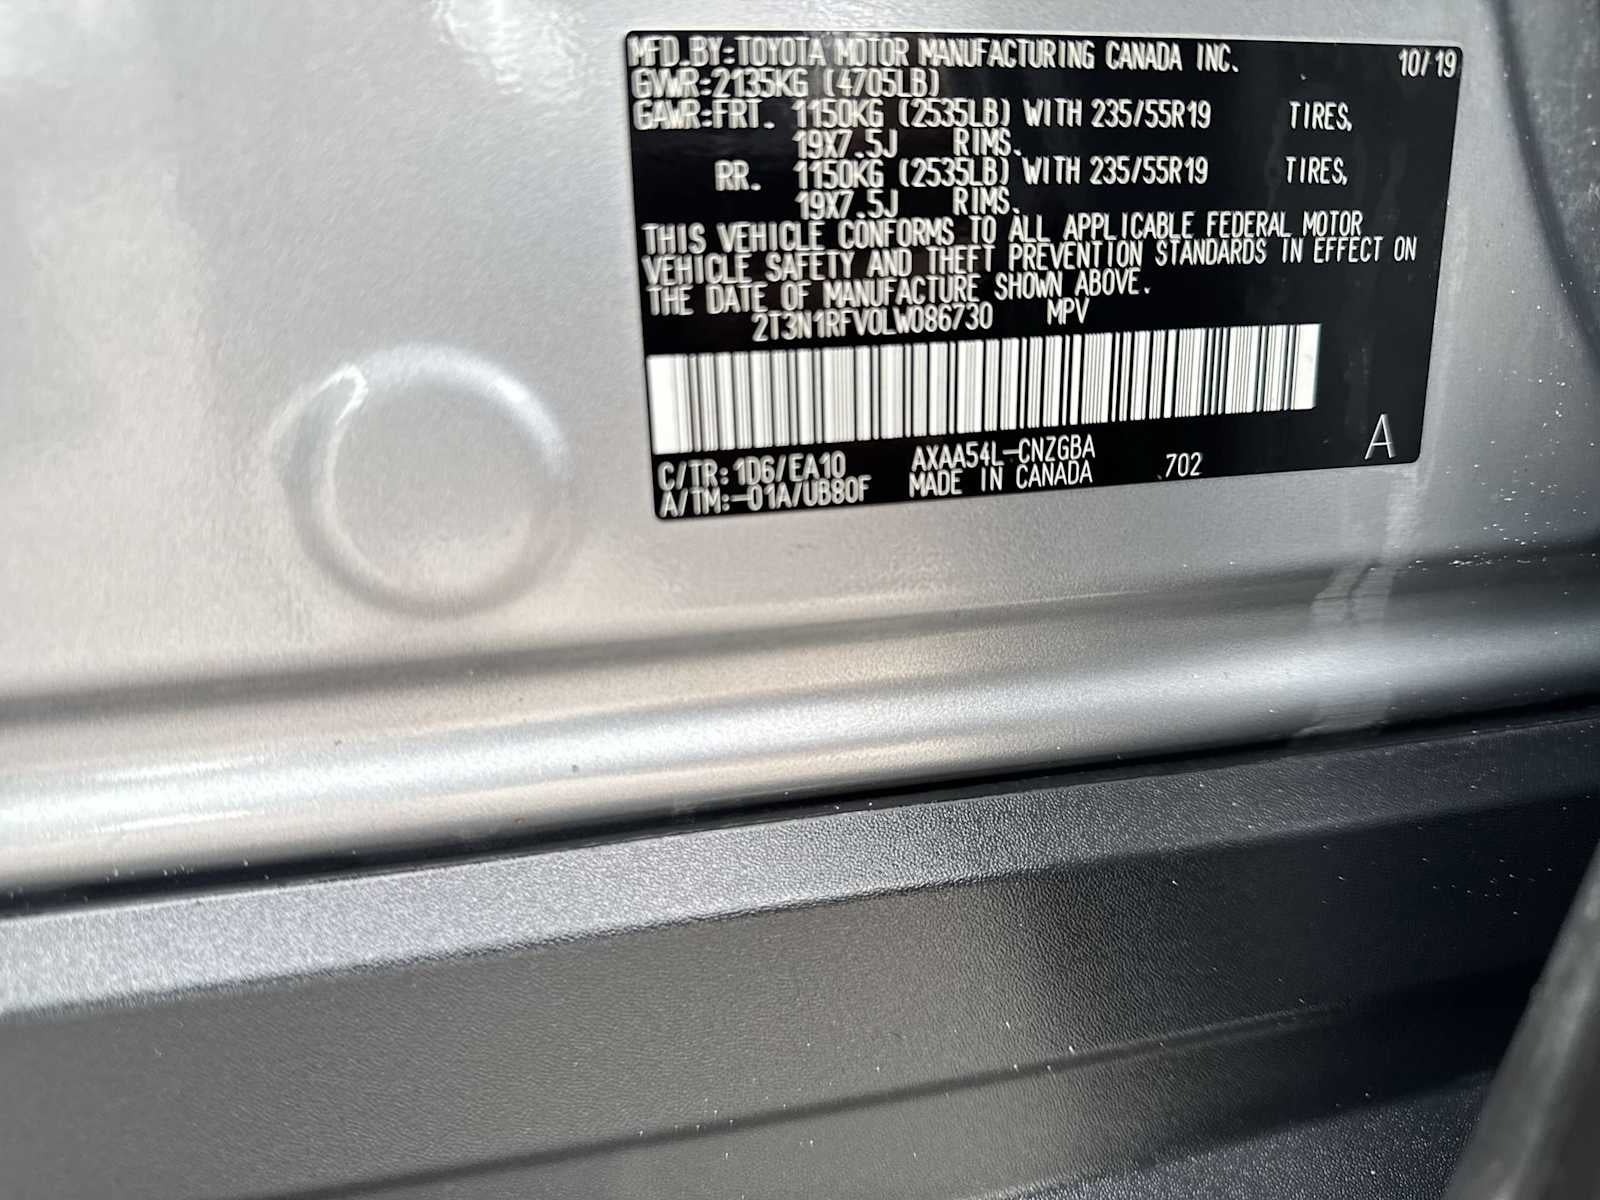 MFD.BY:TOYOTA MOTOR MANUFACTURING CANADA INC. 10/19
GVWR:2135KG (4705LB)
GAWR:FRT. 1150KG (2535LB) WITH 235/55R19 TIRES,
19X7.5J RIMS.
RR. 1150KG (2535LB) WITH 235/55R19 TIRES,
19X7.5J RIMS.
THIS VEHICLE CONFORMS TO ALL APPLICABLE FEDERAL MOTOR
VEHICLE SAFETY AND THEFT PREVENTION STANDARDS IN EFFECT ON
THE DATE OF MANUFACTURE SHOWN ABOVE.
2T3N1RFV0LW086730 MPV
C/TR:1D6/EA10 AXAA54L-CNZGBA 702 A
A/TM:-01A/UB80F MADE IN CANADA